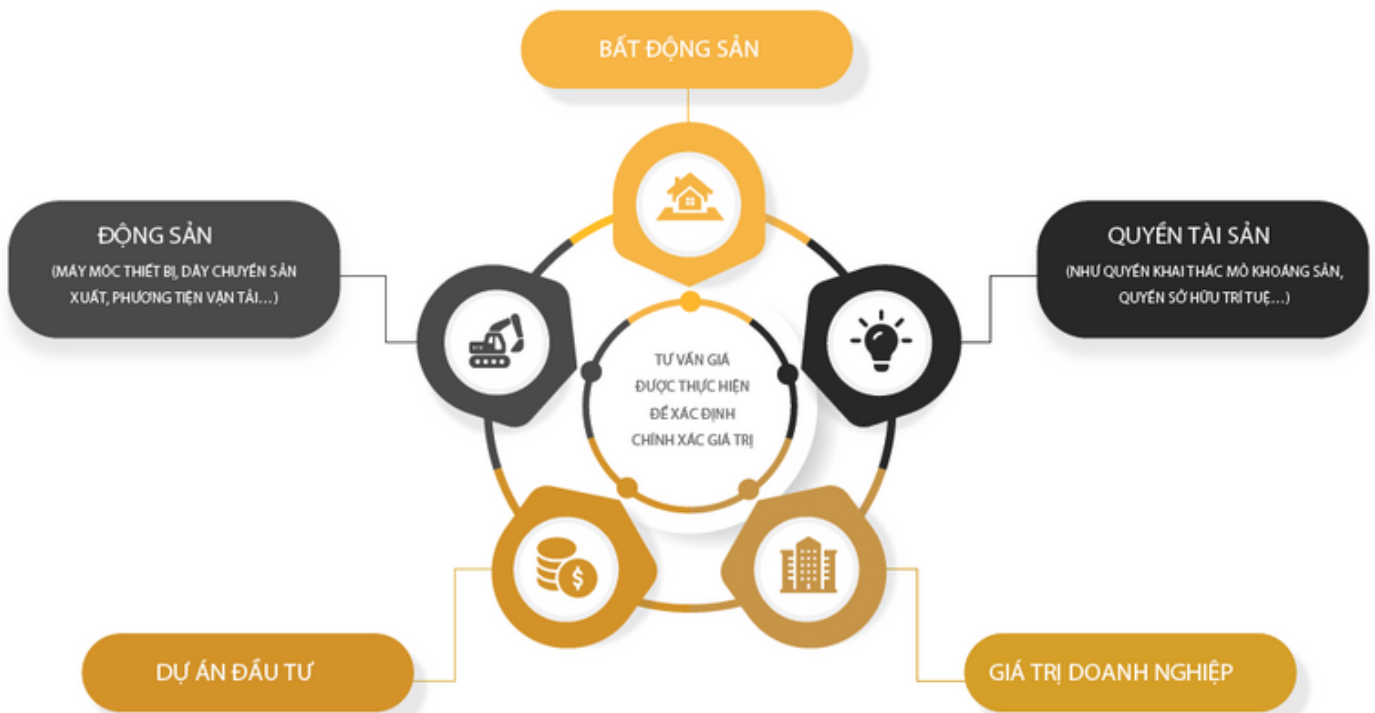 BẤT ĐỘNG SẢN
ĐỘNG SẢN
(MÁY MÓC THIẾT BỊ, DÂY CHUYỀN SẢN
XUẤT, PHƯƠNG TIỆN VẬN TẢI...)
QUYỀN TÀI SẢN
(NHƯ QUYỀN KHAI THÁC MỎ KHOÁNG SẢN,
QUYỀN SỞ HỮU TRÍ TUỆ...)
TƯ VẤN GIÁ
ĐƯỢC THỰC HIỆN
ĐỂ XÁC ĐỊNH
CHÍNH XÁC GIÁ TRỊ
$
DỰ ÁN ĐẦU TƯ
GIÁ TRỊ DOANH NGHIỆP